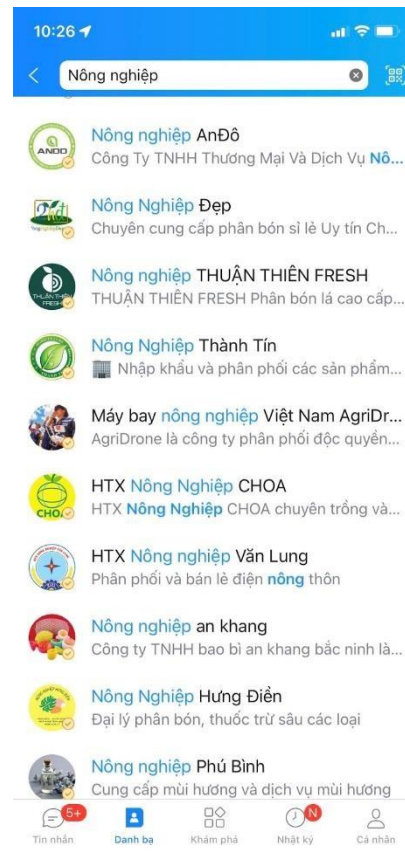 10:26
Nông nghiệp
Nông nghiệp AnĐô
Công Ty TNHH Thương Mại Và Dịch Vụ Nô...
Nông Nghiệp Đẹp
Chuyên cung cấp phân bón sỉ lẻ Uy tín Ch...
Nông nghiệp THUẬN THIÊN FRESH
THUẬN THIÊN FRESH Phân bón lá cao cấp...
Nông Nghiệp Thành Tín
Nhập khẩu và phân phối các sản phẩm...
Máy bay nông nghiệp Việt Nam AgriDr...
AgriDrone là công ty phân phối độc quyền...
HTX Nông Nghiệp CHOA
HTX Nông Nghiệp CHOA chuyên trồng và...
HTX Nông nghiệp Văn Lung
Phân phối và bán lẻ điện nông thôn
Nông nghiệp an khang
Công ty TNHH bao bì an khang bắc ninh là...
Nông Nghiệp Hưng Điền
Đại lý phân bón, thuốc trừ sâu các loại
Nông nghiệp Phú Bình
Cung cấp mùi hương và dịch vụ mùi hương
5+ N
Tin nhắn Danh bạ Khám phá Nhật ký Cá nhân